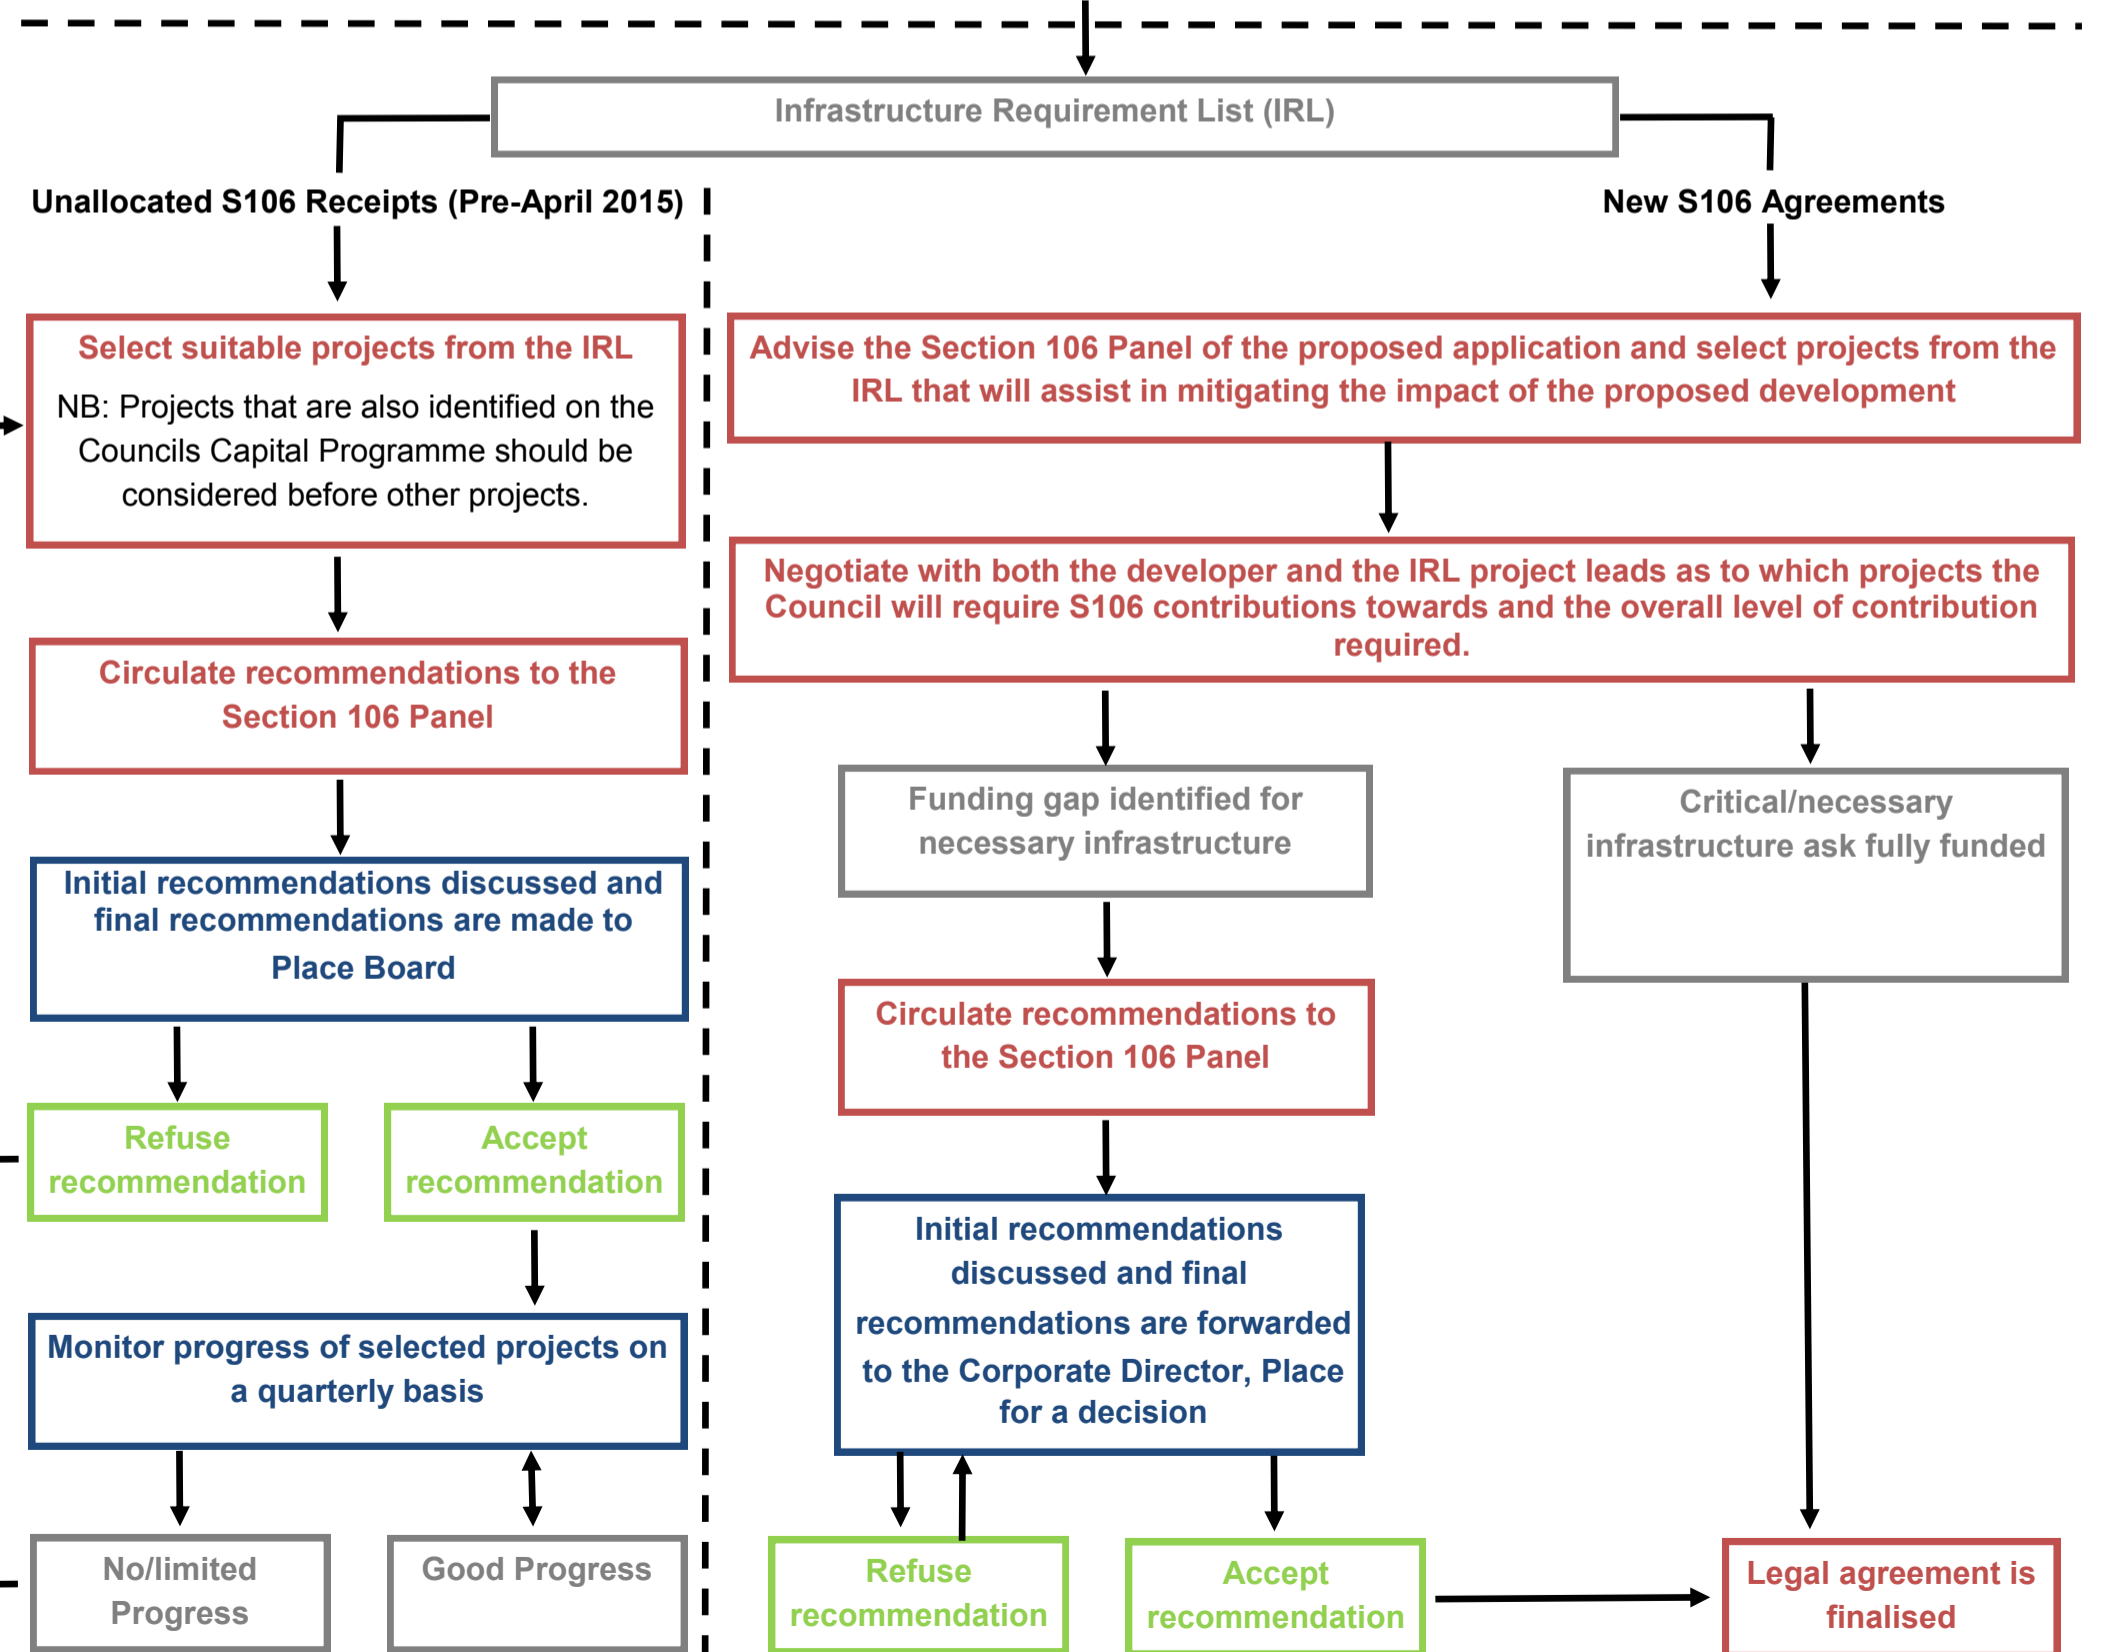 Infrastructure Requirement List (IRL)
Unallocated S106 Receipts (Pre-April 2015)
New S106 Agreements
Select suitable projects from the IRL
NB: Projects that are also identified on the
Councils Capital Programme should be
considered before other projects.
Circulate recommendations to the
Section 106 Panel
Initial recommendations discussed and
final recommendations are made to
Place Board
Refuse
recommendation
Accept
recommendation
Monitor progress of selected projects on
a quarterly basis
No/limited
Progress
Good Progress
Advise the Section 106 Panel of the proposed application and select projects from the
IRL that will assist in mitigating the impact of the proposed development
Negotiate with both the developer and the IRL project leads as to which projects the
Council will require S106 contributions towards and the overall level of contribution
required.
Funding gap identified for
necessary infrastructure
Critical/necessary
infrastructure ask fully funded
Circulate recommendations to
the Section 106 Panel
Initial recommendations
discussed and final
recommendations are forwarded
to the Corporate Director, Place
for a decision
Refuse
recommendation
Accept
recommendation
Legal agreement is
finalised